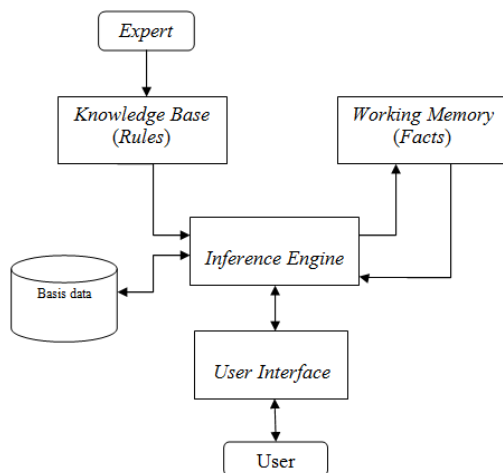 Expert
Knowledge Base
(Rules)
Working Memory
(Facts)
Inference Engine
Basis data
User Interface
User